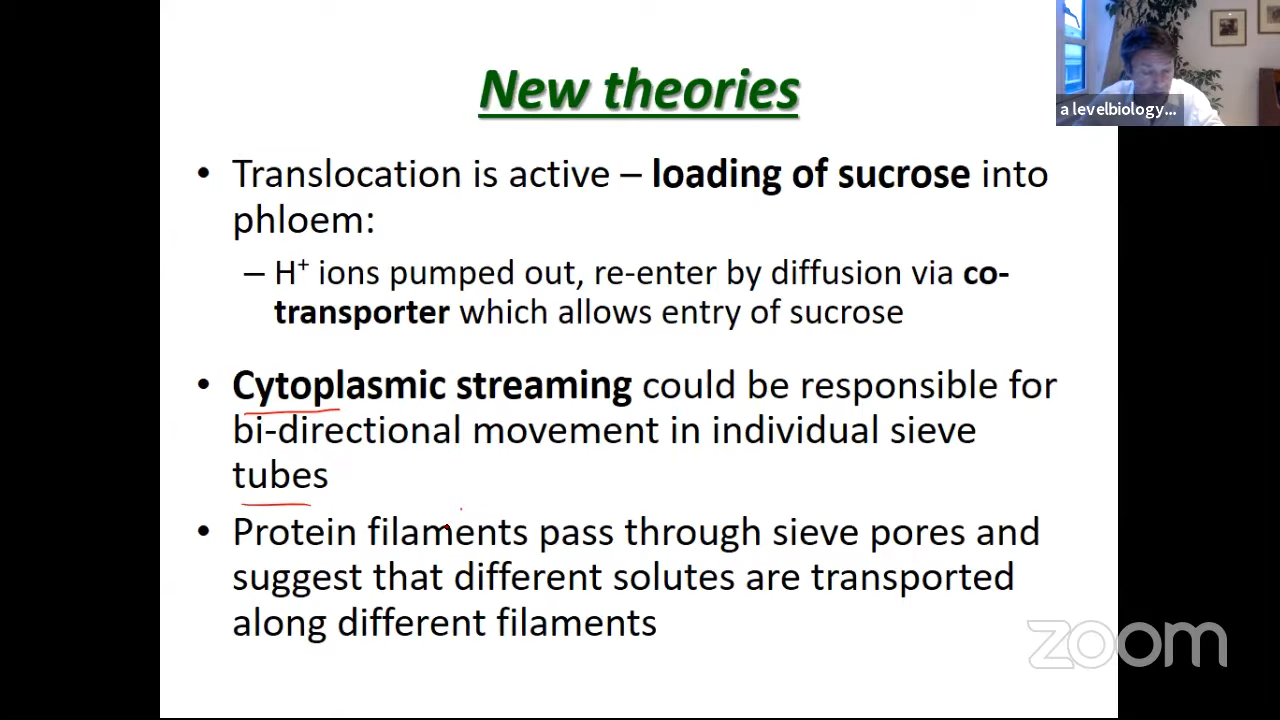 New theories
a levelbiology...
• Translocation is active – loading of sucrose into
phloem:
– H⁺ ions pumped out, re-enter by diffusion via co-
transporter which allows entry of sucrose
• Cytoplasmic streaming could be responsible for
bi-directional movement in individual sieve
tubes
• Protein filaments pass through sieve pores and
suggest that different solutes are transported
along different filaments
zoom